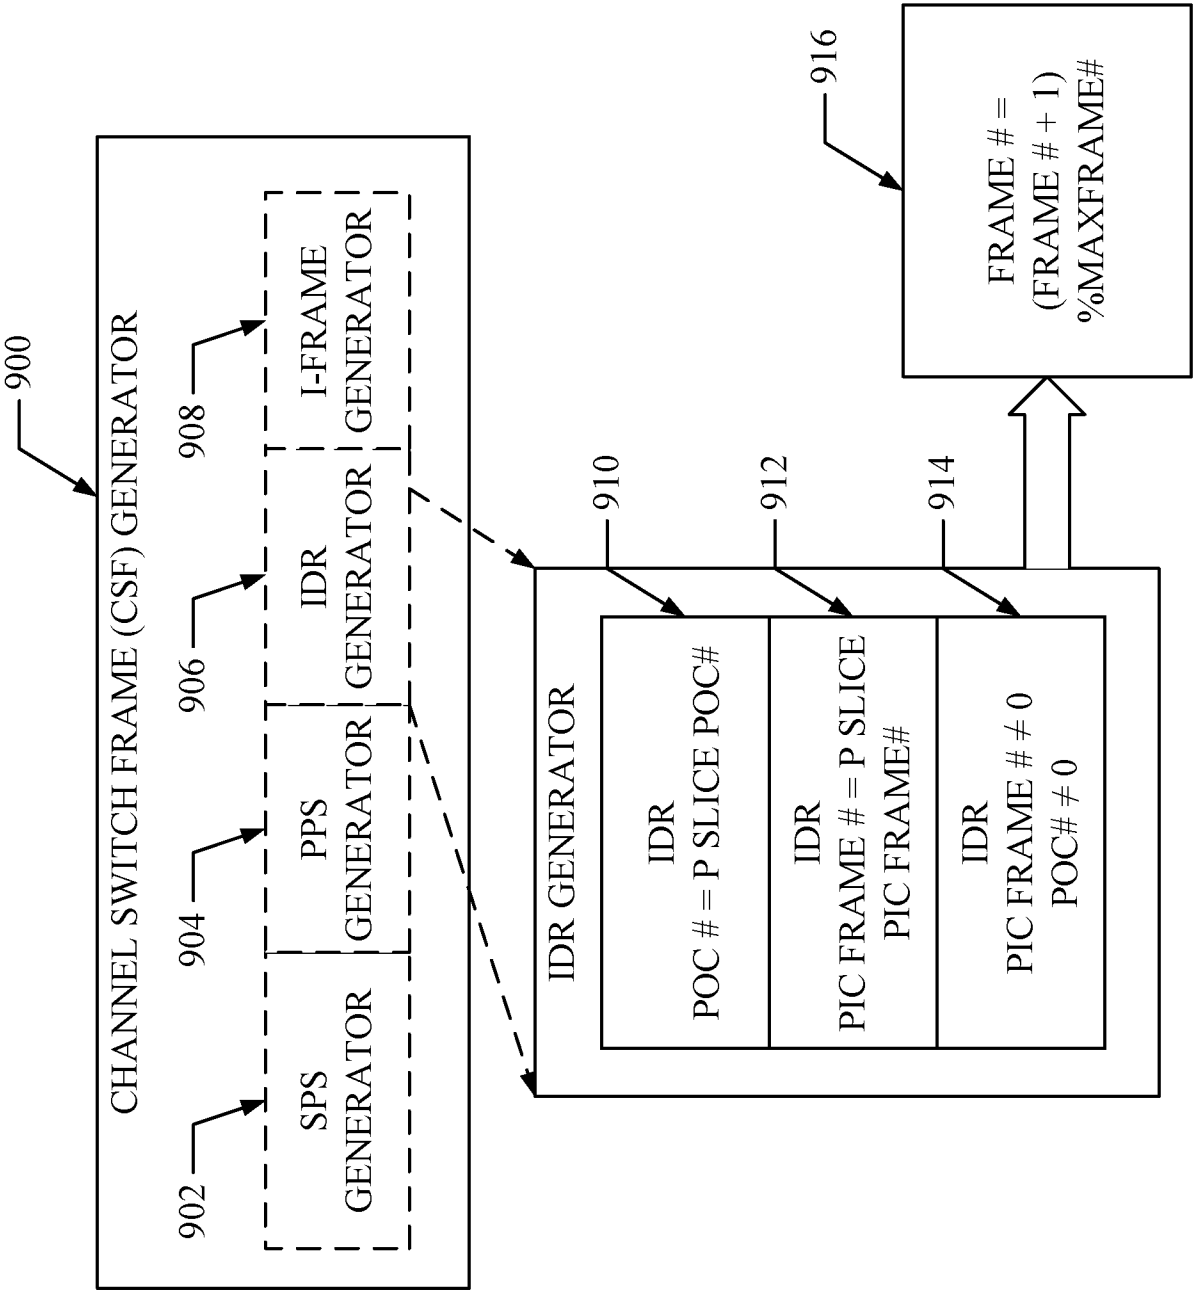 900
CHANNEL SWITCH FRAME (CSF) GENERATOR
902
904
906
908
SPS
GENERATOR
PPS
GENERATOR
IDR
GENERATOR
I-FRAME
GENERATOR
IDR GENERATOR
910
IDR
POC # = P SLICE POC#
912
IDR
PIC FRAME # = P SLICE
PIC FRAME#
914
IDR
PIC FRAME # ≠ 0
POC# ≠ 0
916
FRAME # =
(FRAME # + 1)
%MAXFRAME#